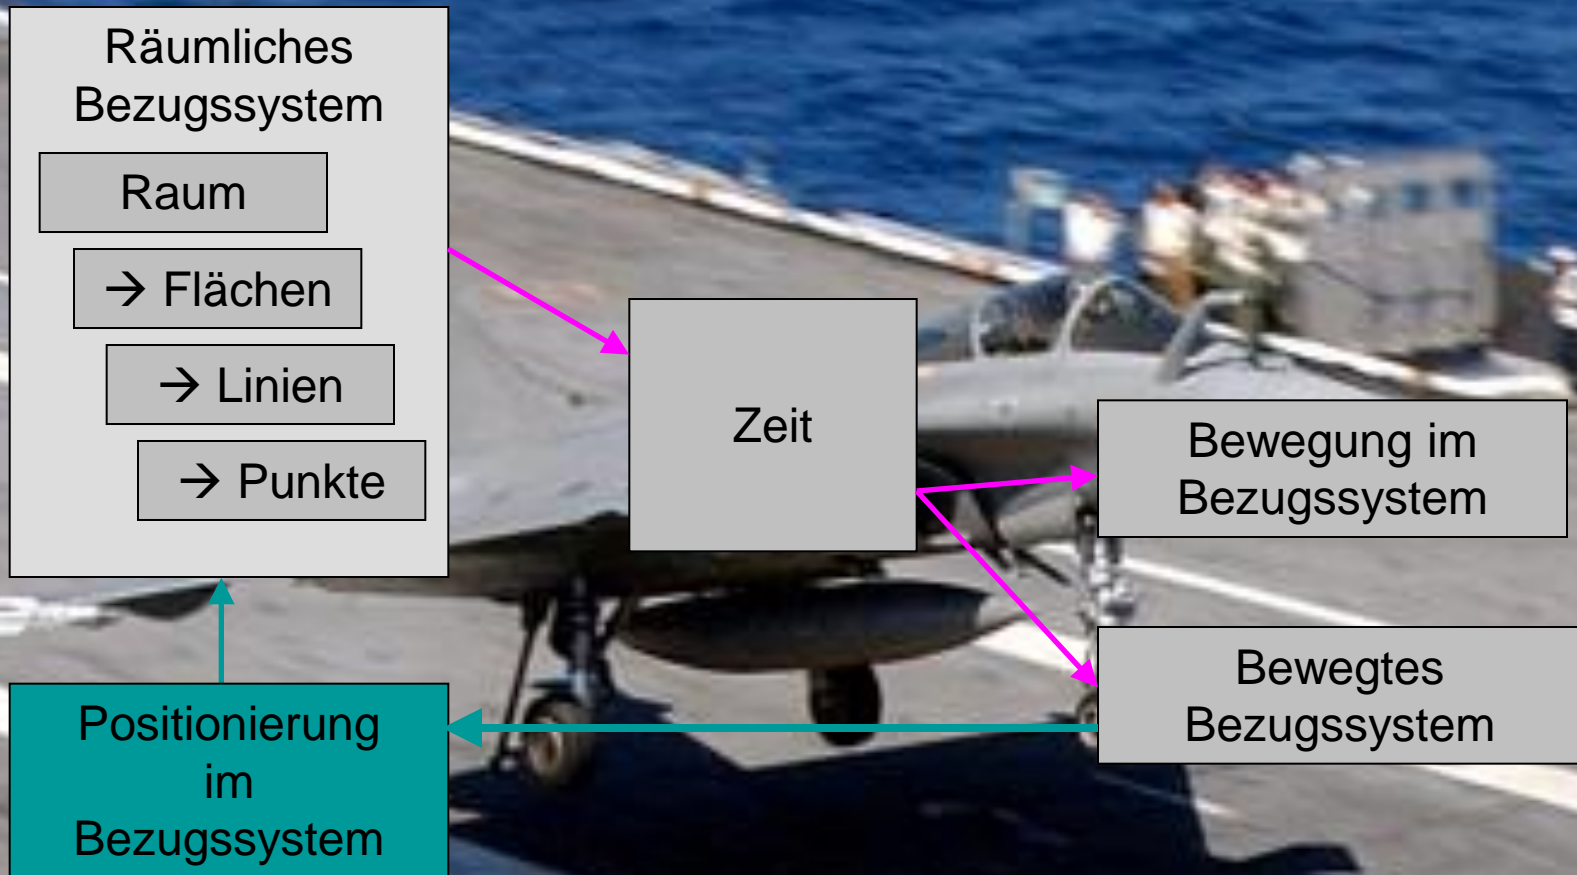 Räumliches
Bezugssystem
Raum
→ Flächen
→ Linien
→ Punkte
Zeit
Bewegung im
Bezugssystem
Bewegtes
Bezugssystem
Positionierung
im
Bezugssystem